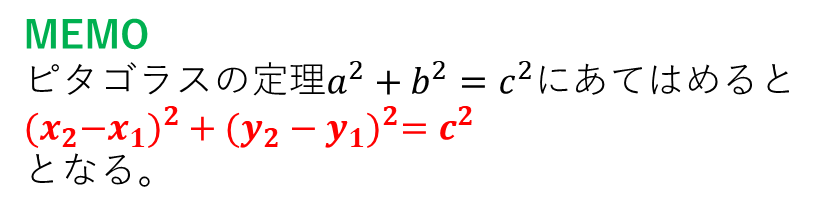 MEMO
ピタゴラスの定理a² + b² = c²にあてはめると
(x₂−x₁)² + (y₂ − y₁)²= c²
となる。